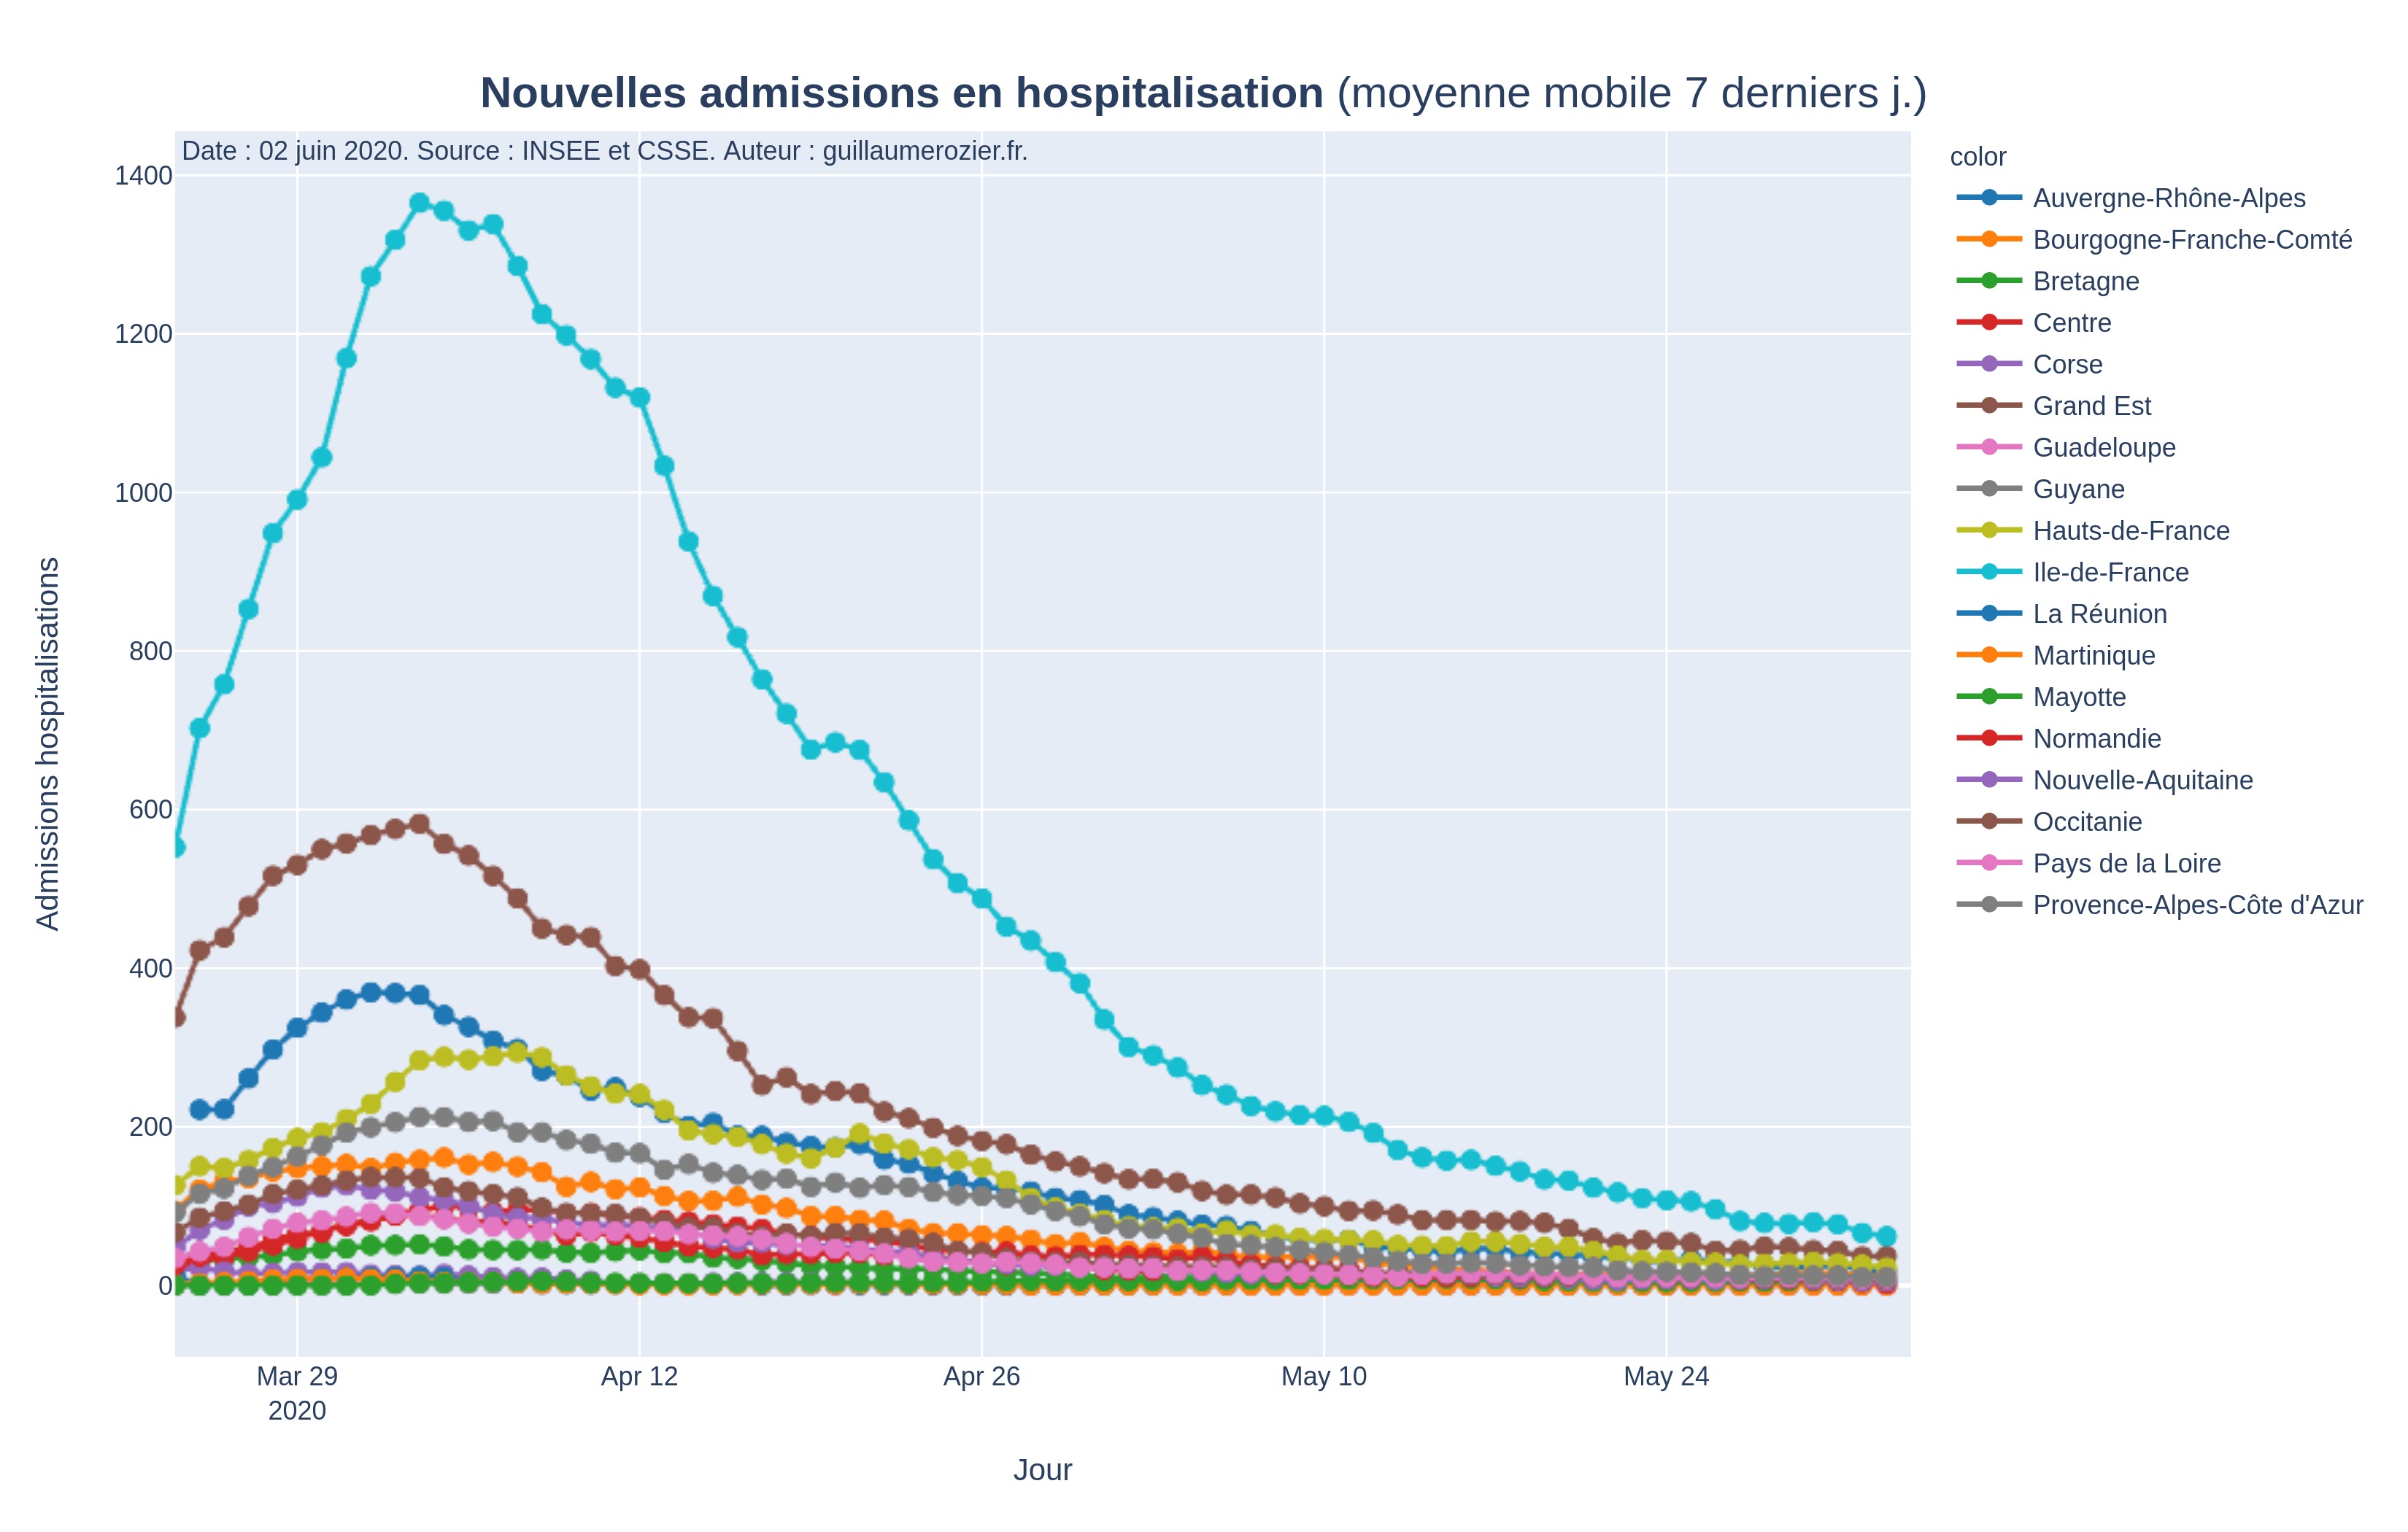 Nouvelles admissions en hospitalisation (moyenne mobile 7 derniers j.)
Date : 02 juin 2020. Source : INSEE et CSSE. Auteur : guillaumerozier.fr.
1400
1200
1000
800
600
400
200
0
Admissions hospitalisations
Mar 29
2020
Apr 12
Apr 26
May 10
May 24
Jour
color
Auvergne-Rhône-Alpes
Bourgogne-Franche-Comté
Bretagne
Centre
Corse
Grand Est
Guadeloupe
Guyane
Hauts-de-France
Ile-de-France
La Réunion
Martinique
Mayotte
Normandie
Nouvelle-Aquitaine
Occitanie
Pays de la Loire
Provence-Alpes-Côte d'Azur